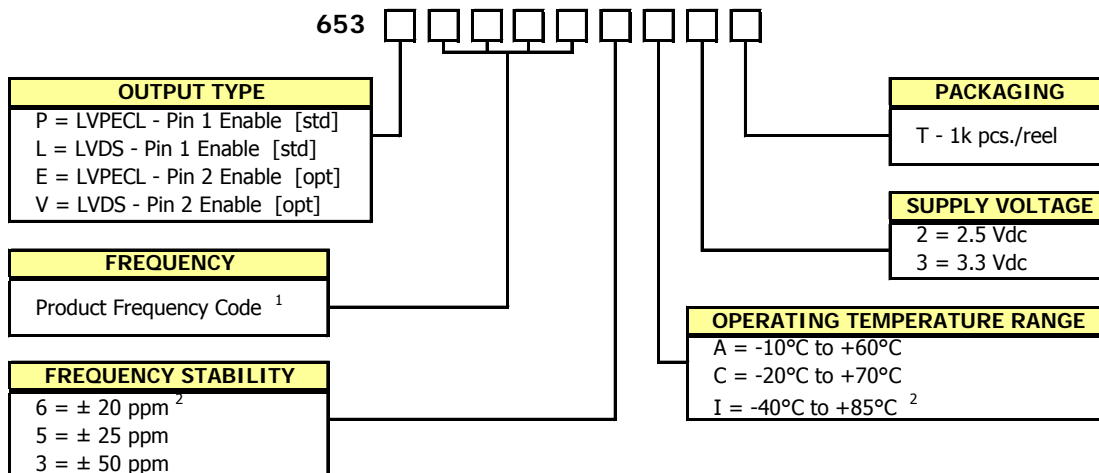 653
OUTPUT TYPE
P = LVPECL - Pin 1 Enable [std]
L = LVDS - Pin 1 Enable [std]
E = LVPECL - Pin 2 Enable [opt]
V = LVDS - Pin 2 Enable [opt]
FREQUENCY
Product Frequency Code 1
FREQUENCY STABILITY
6 = ± 20 ppm 2
5 = ± 25 ppm
3 = ± 50 ppm
PACKAGING
T - 1k pcs./reel
SUPPLY VOLTAGE
2 = 2.5 Vdc
3 = 3.3 Vdc
OPERATING TEMPERATURE RANGE
A = -10°C to +60°C
C = -20°C to +70°C
I = -40°C to +85°C 2